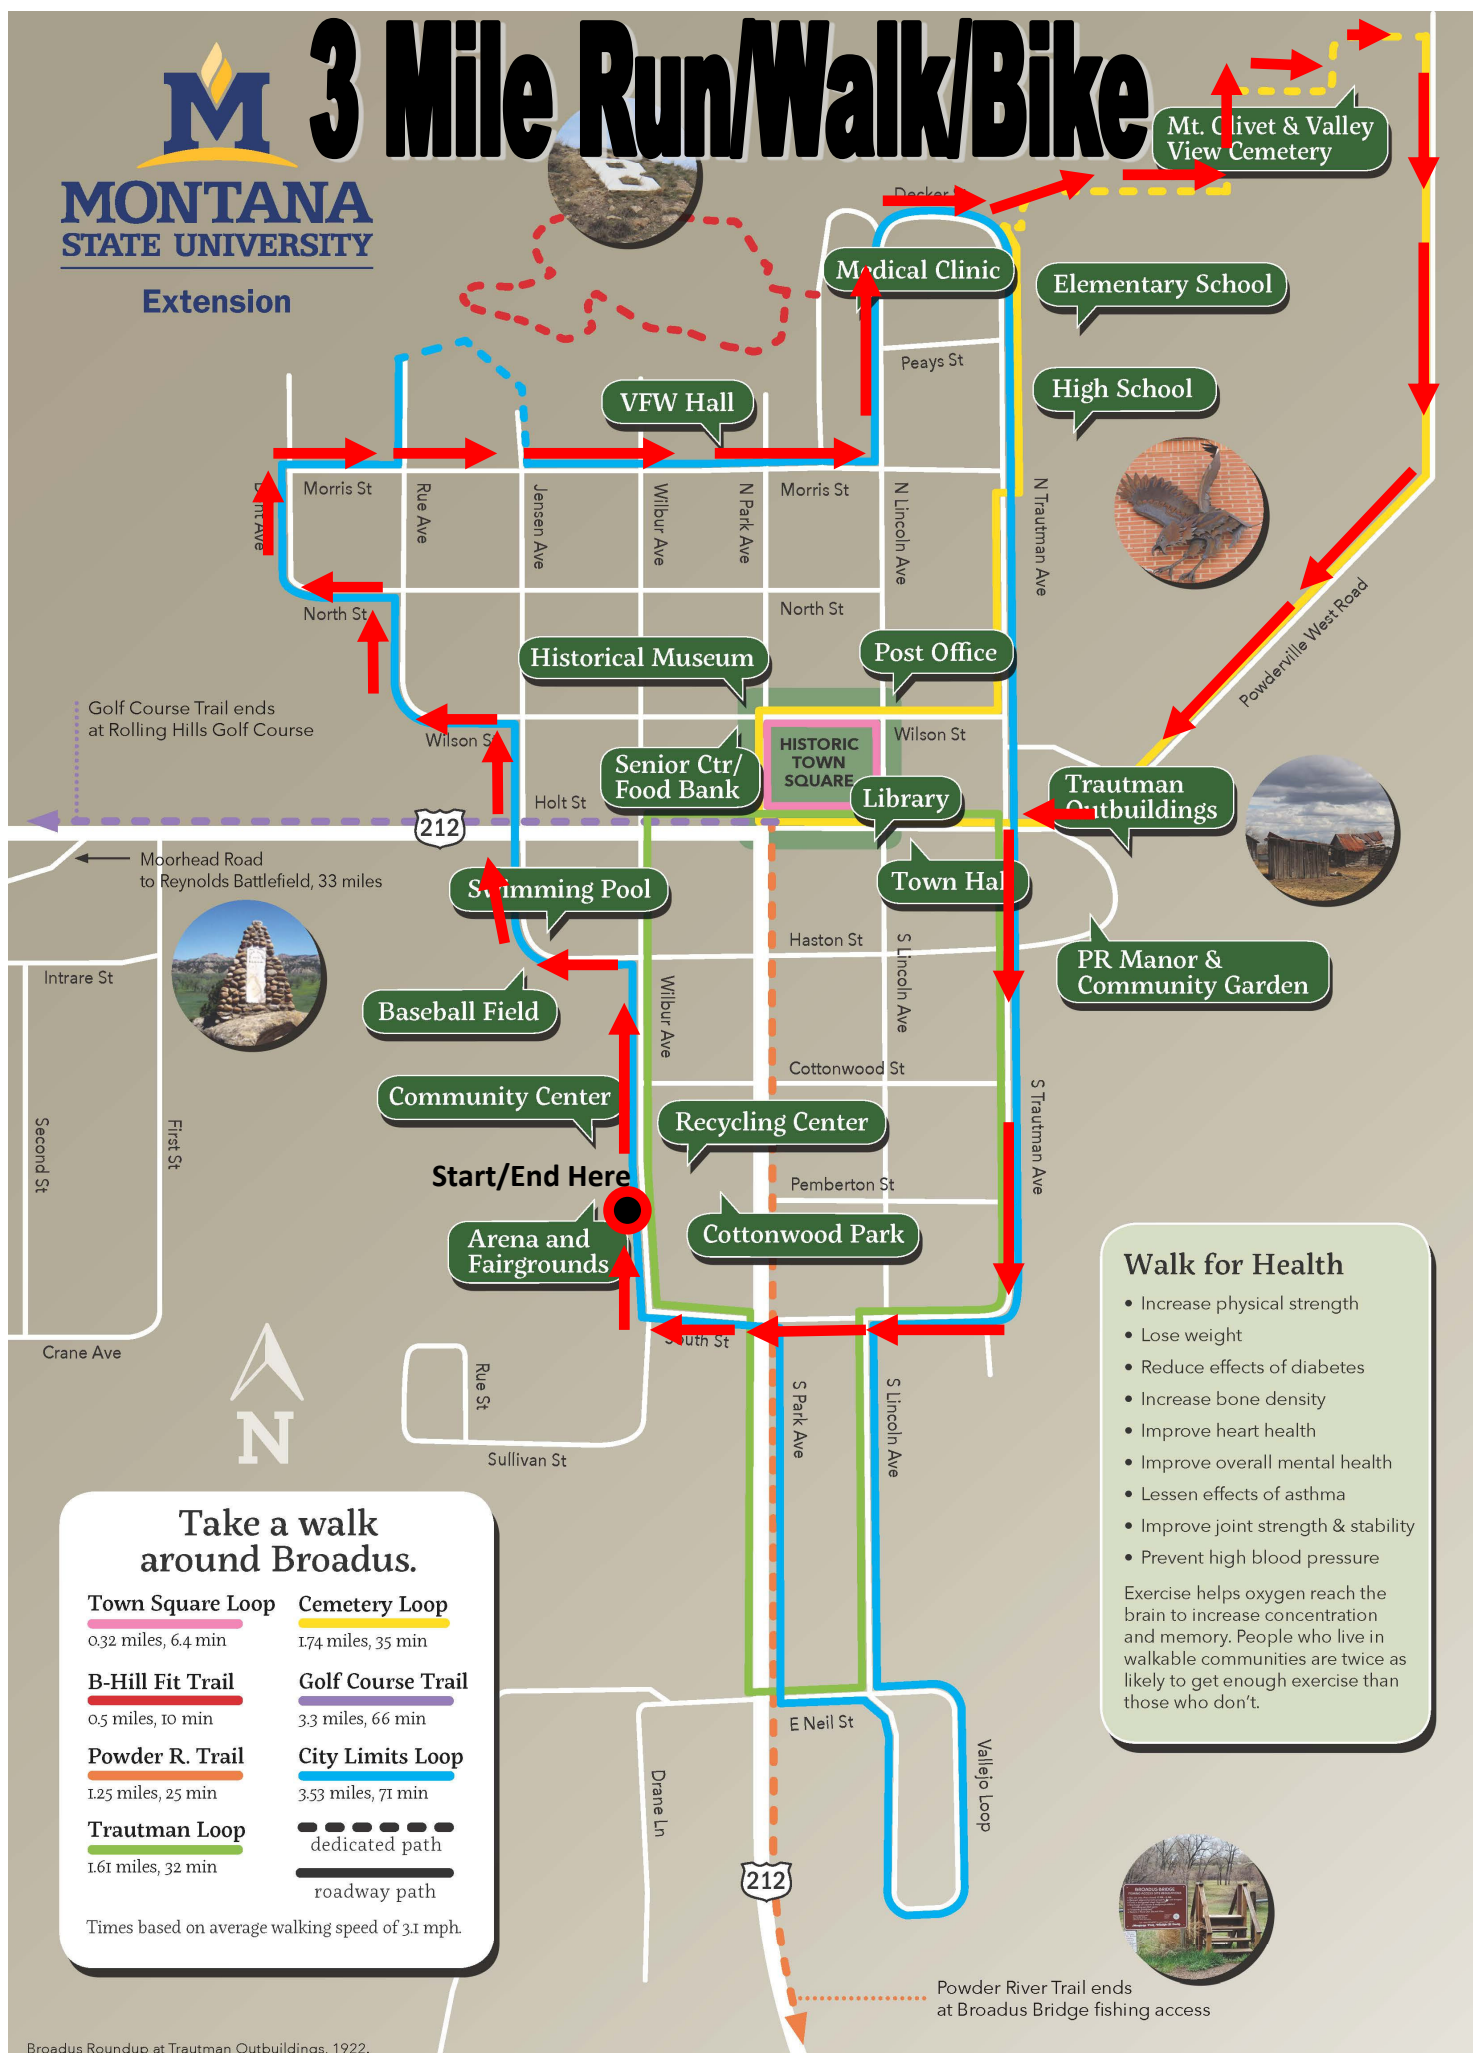 3 Mile Run/Walk/Bike
M
MONTANA
STATE UNIVERSITY
Extension
Mt. Olivet & Valley
View Cemetery
Decker
Medical Clinic
Elementary School
Peays St
High School
VFW Hall
Morris St
Rue Ave
Jensen Ave
Wilbur Ave
N Park Ave
Morris St
N Lincoln Ave
N Trautman Ave
North St
North St
Powderville West Road
Historical Museum
Post Office
Golf Course Trail ends
at Rolling Hills Golf Course
Wilson St
Wilson St
HISTORIC
TOWN
SQUARE
Senior Ctr/
Food Bank
Library
Trautman
Outbuildings
Holt St
212
Moorhead Road
to Reynolds Battlefield, 33 miles
Swimming Pool
Town Hall
Haston St
S Lincoln Ave
PR Manor &
Community Garden
Intrare St
Baseball Field
Wilbur Ave
Cottonwood St
Community Center
Recycling Center
S Trautman Ave
Second St
First St
Start/End Here
Pemberton St
Arena and
Fairgrounds
Cottonwood Park
South St
Crane Ave
Rue St
S Park Ave
S Lincoln Ave
N
Sullivan St
Walk for Health
• Increase physical strength
• Lose weight
• Reduce effects of diabetes
• Increase bone density
• Improve heart health
• Improve overall mental health
• Lessen effects of asthma
• Improve joint strength & stability
• Prevent high blood pressure
Exercise helps oxygen reach the
brain to increase concentration
and memory. People who live in
walkable communities are twice as
likely to get enough exercise than
those who don't.
Take a walk
around Broadus.
Town Square Loop
0.32 miles, 6.4 min
Cemetery Loop
1.74 miles, 35 min
B-Hill Fit Trail
0.5 miles, 10 min
Golf Course Trail
3.3 miles, 66 min
Powder R. Trail
1.25 miles, 25 min
City Limits Loop
3.53 miles, 71 min
Trautman Loop
1.61 miles, 32 min
dedicated path
roadway path
Times based on average walking speed of 3.1 mph.
E Neil St
Drane Ln
Vallejo Loop
212
BROADUS BRIDGE
Powder River Trail ends
at Broadus Bridge fishing access
Broadus Roundup at Trautman Outbuildings, 1922.